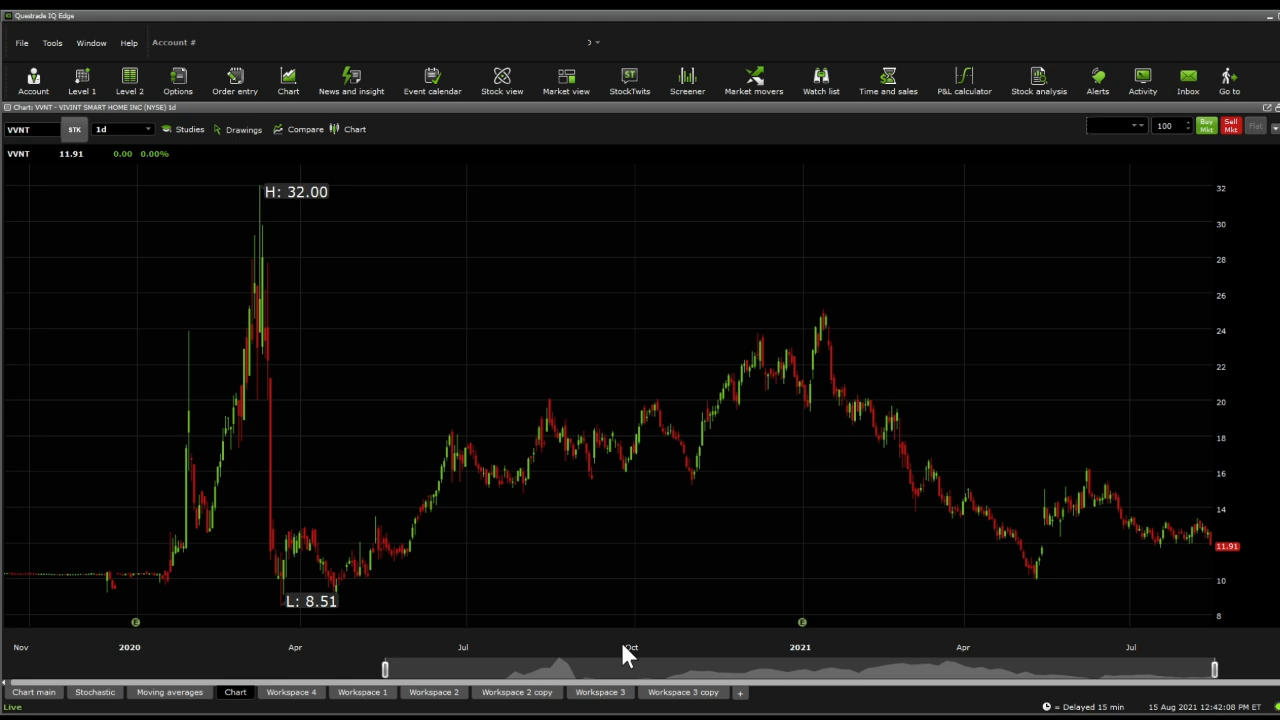 Questrade IQ Edge
File Tools Window Help Account #
Account Level 1 Level 2 Options Order entry Chart News and insight Event calendar Stock view Market view StockTwits Screener Market movers Watch list Time and sales P&L calculator Stock analysis Alerts Activity Inbox Go to
Chart: VVNT - VIVINT SMART HOME INC (NYSE) 1d
VVNT STK 1d Studies Drawings Compare Chart 100 Buy Mkt Sell Mkt Flat
VVNT 11.91 0.00 0.00%
H: 32.00
32
30
28
26
24
22
20
18
16
14
11.91
10
L: 8.51
8
E E
Nov 2020 Apr Jul Oct 2021 Apr Jul
Chart main Stochastic Moving averages Chart Workspace 4 Workspace 1 Workspace 2 Workspace 2 copy Workspace 3 Workspace 3 copy +
Live = Delayed 15 min 15 Aug 2021 12:42:08 PM ET